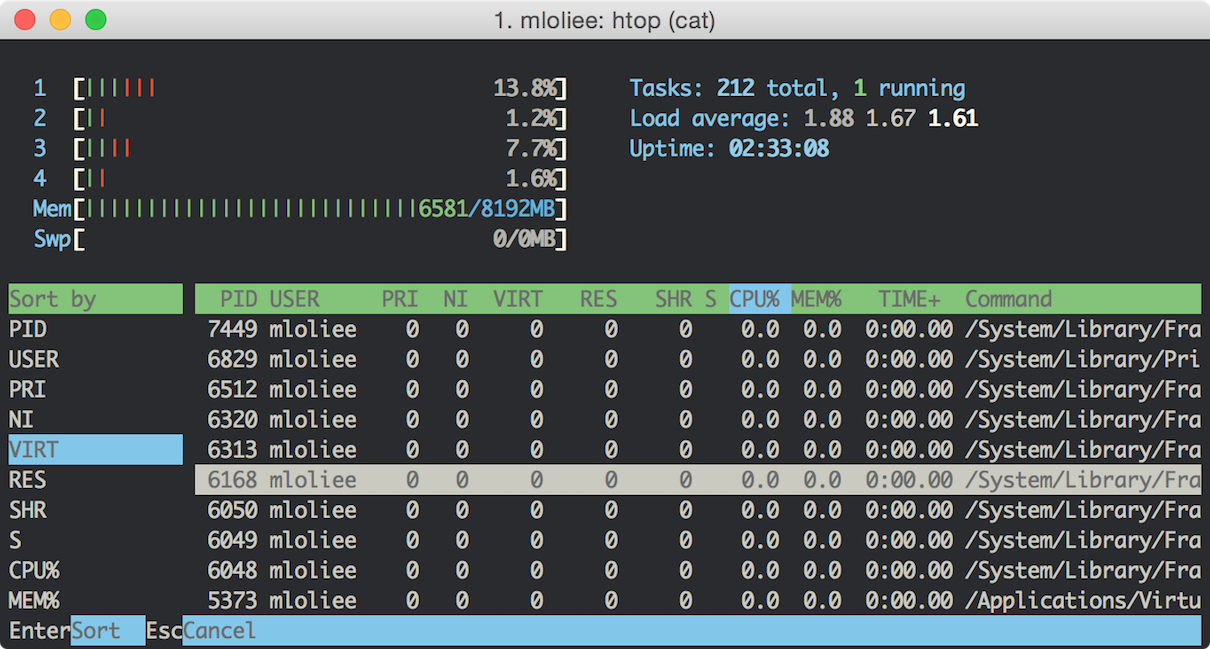 1. mloliee: htop (cat)
1 [|||||| 13.8%] Tasks: 212 total, 1 running
2 [|| 1.2%] Load average: 1.88 1.67 1.61
3 [|||| 7.7%] Uptime: 02:33:08
4 [|| 1.6%]
Mem[|||||||||||||||||||||||||||6581/8192MB]
Swp[ 0/0MB]
Sort by PID USER PRI NI VIRT RES SHR S CPU% MEM% TIME+ Command
PID 7449 mloliee 0 0 0 0 0 0.0 0.0 0:00.00 /System/Library/Fra
USER 6829 mloliee 0 0 0 0 0 0.0 0.0 0:00.00 /System/Library/Pri
PRI 6512 mloliee 0 0 0 0 0 0.0 0.0 0:00.00 /System/Library/Fra
NI 6320 mloliee 0 0 0 0 0 0.0 0.0 0:00.00 /System/Library/Fra
VIRT 6313 mloliee 0 0 0 0 0 0.0 0.0 0:00.00 /System/Library/Fra
RES 6168 mloliee 0 0 0 0 0 0.0 0.0 0:00.00 /System/Library/Fra
SHR 6050 mloliee 0 0 0 0 0 0.0 0.0 0:00.00 /System/Library/Fra
S 6049 mloliee 0 0 0 0 0 0.0 0.0 0:00.00 /System/Library/Fra
CPU% 6048 mloliee 0 0 0 0 0 0.0 0.0 0:00.00 /System/Library/Fra
MEM% 5373 mloliee 0 0 0 0 0 0.0 0.0 0:00.00 /Applications/Virtu
EnterSort EscCancel